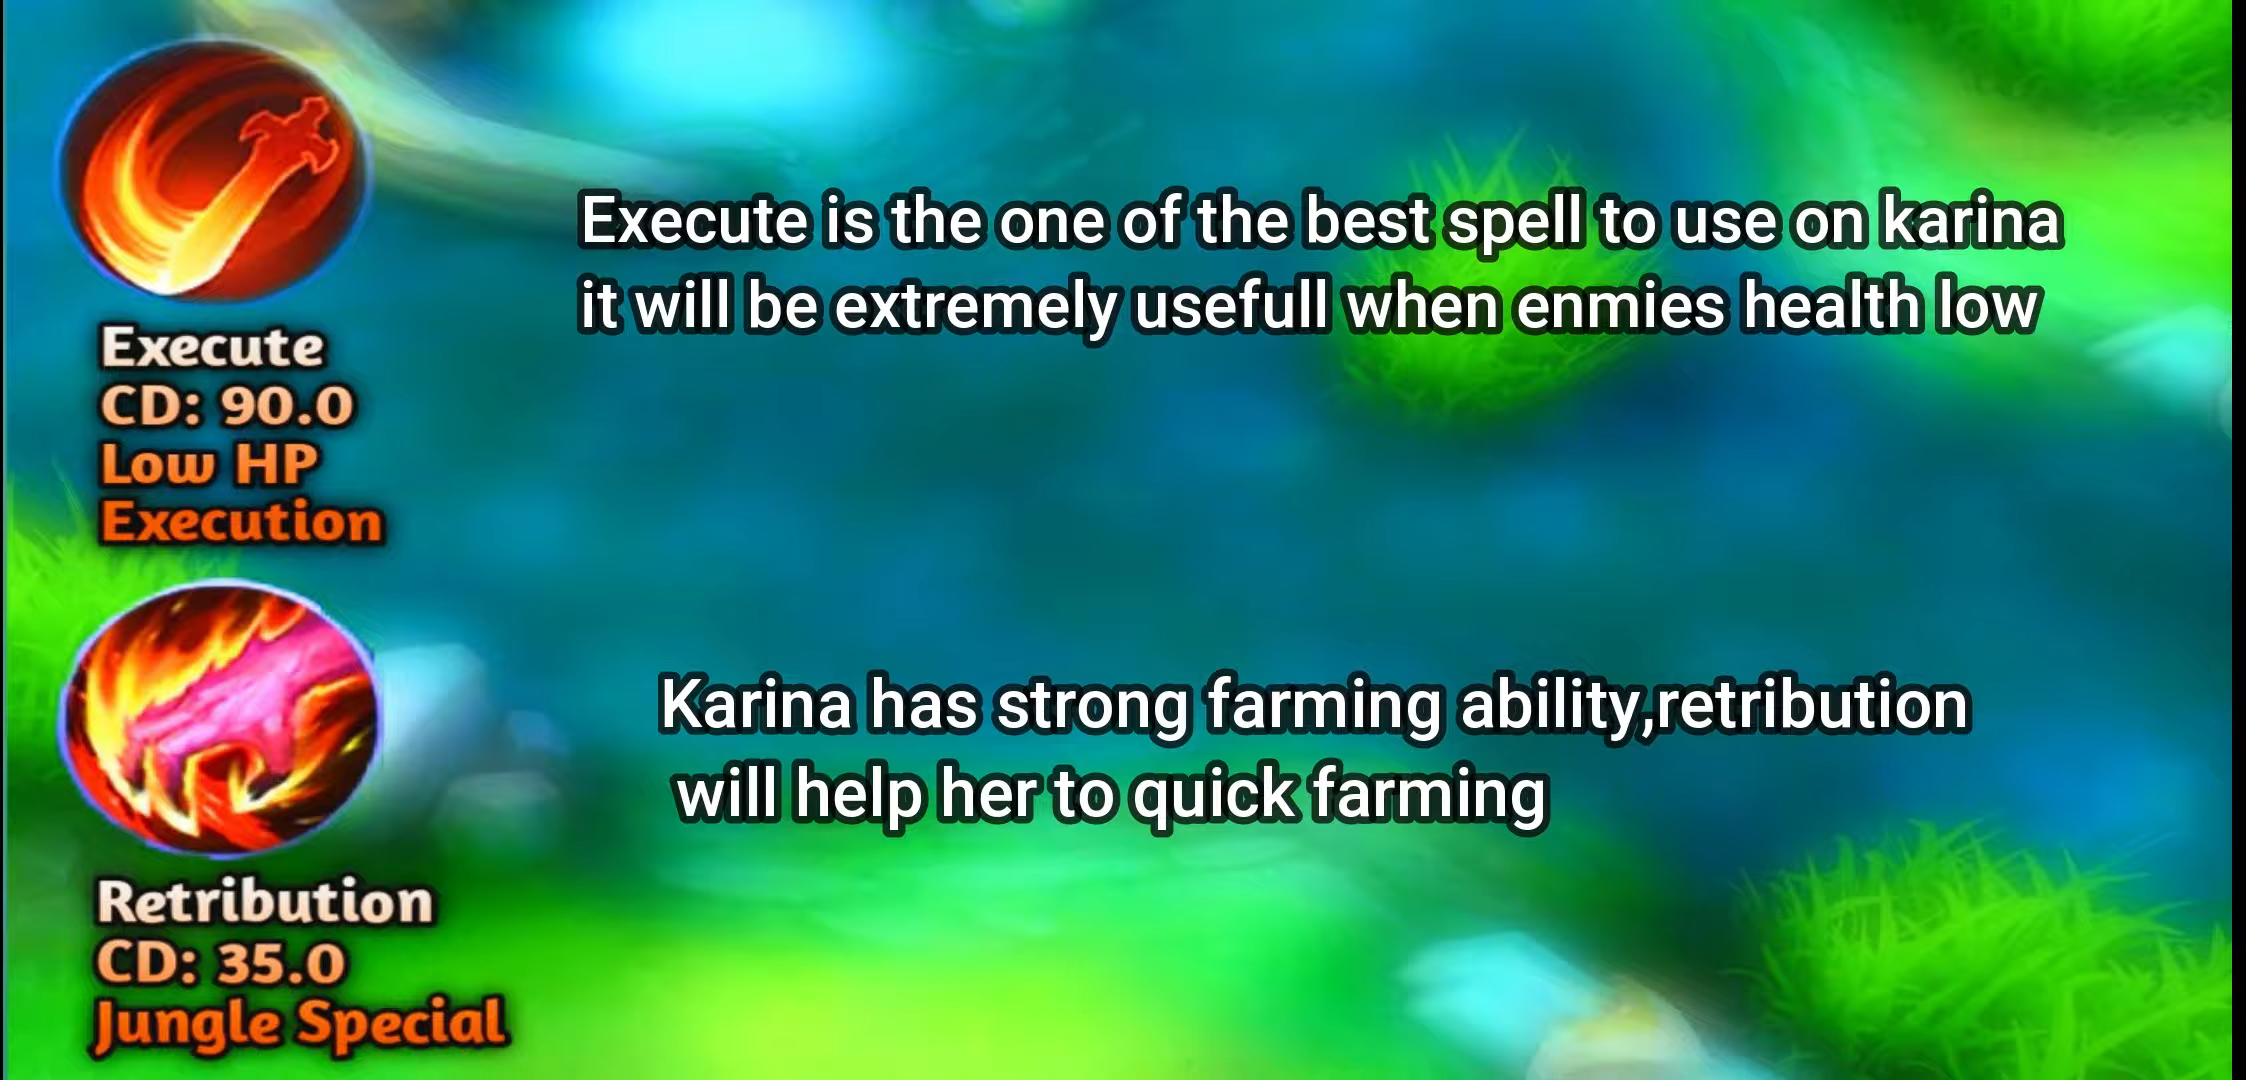 Execute is the one of the best spell to use on karina
it will be extremely usefull when enmies health low
Execute
CD: 90.0
Low HP
Execution
Karina has strong farming ability,retribution
will help her to quick farming
Retribution
CD: 35.0
Jungle Special